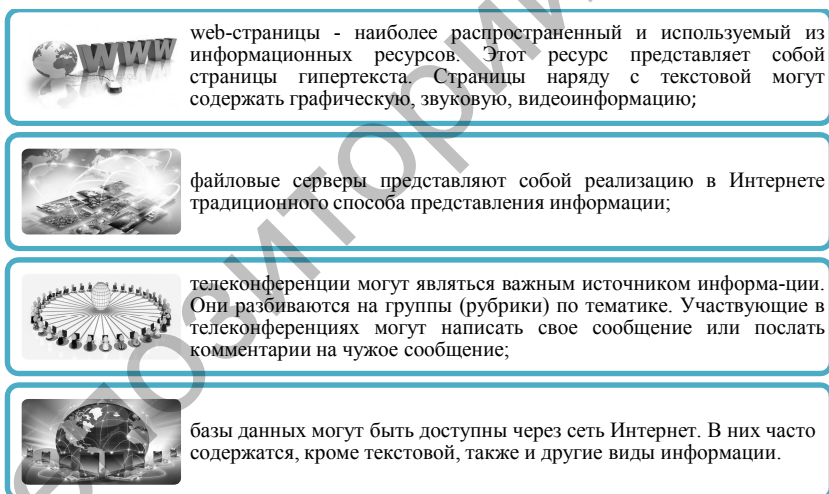 WWW
web-страницы - наиболее распространенный и используемый из
информационных ресурсов. Этот ресурс представляет собой
страницы гипертекста. Страницы наряду с текстовой могут
содержать графическую, звуковую, видеоинформацию;
файловые серверы представляют собой реализацию в Интернете
традиционного способа представления информации;
телеконференции могут являться важным источником информа-ции.
Они разбиваются на группы (рубрики) по тематике. Участвующие в
телеконференциях могут написать свое сообщение или послать
комментарии на чужое сообщение;
базы данных могут быть доступны через сеть Интернет. В них часто
содержатся, кроме текстовой, также и другие виды информации.